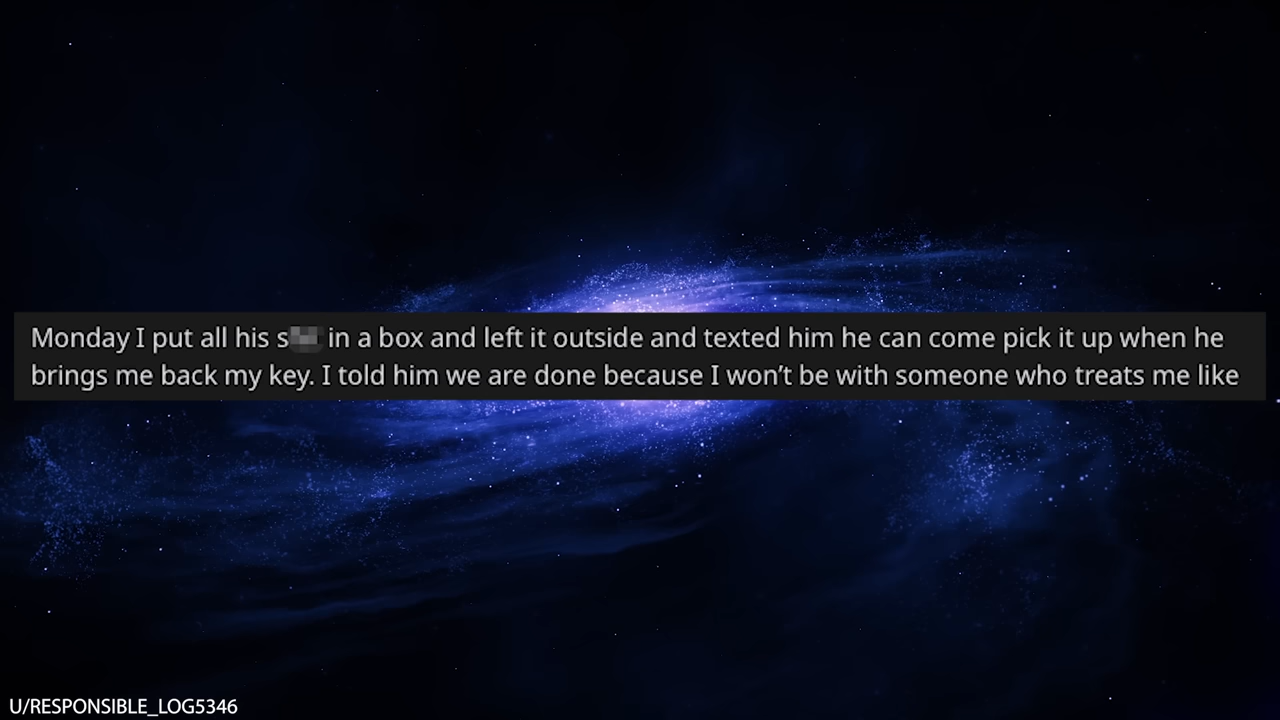 Monday I put all his s in a box and left it outside and texted him he can come pick it up when he
brings me back my key. I told him we are done because I won’t be with someone who treats me like
U/RESPONSIBLE_LOG5346